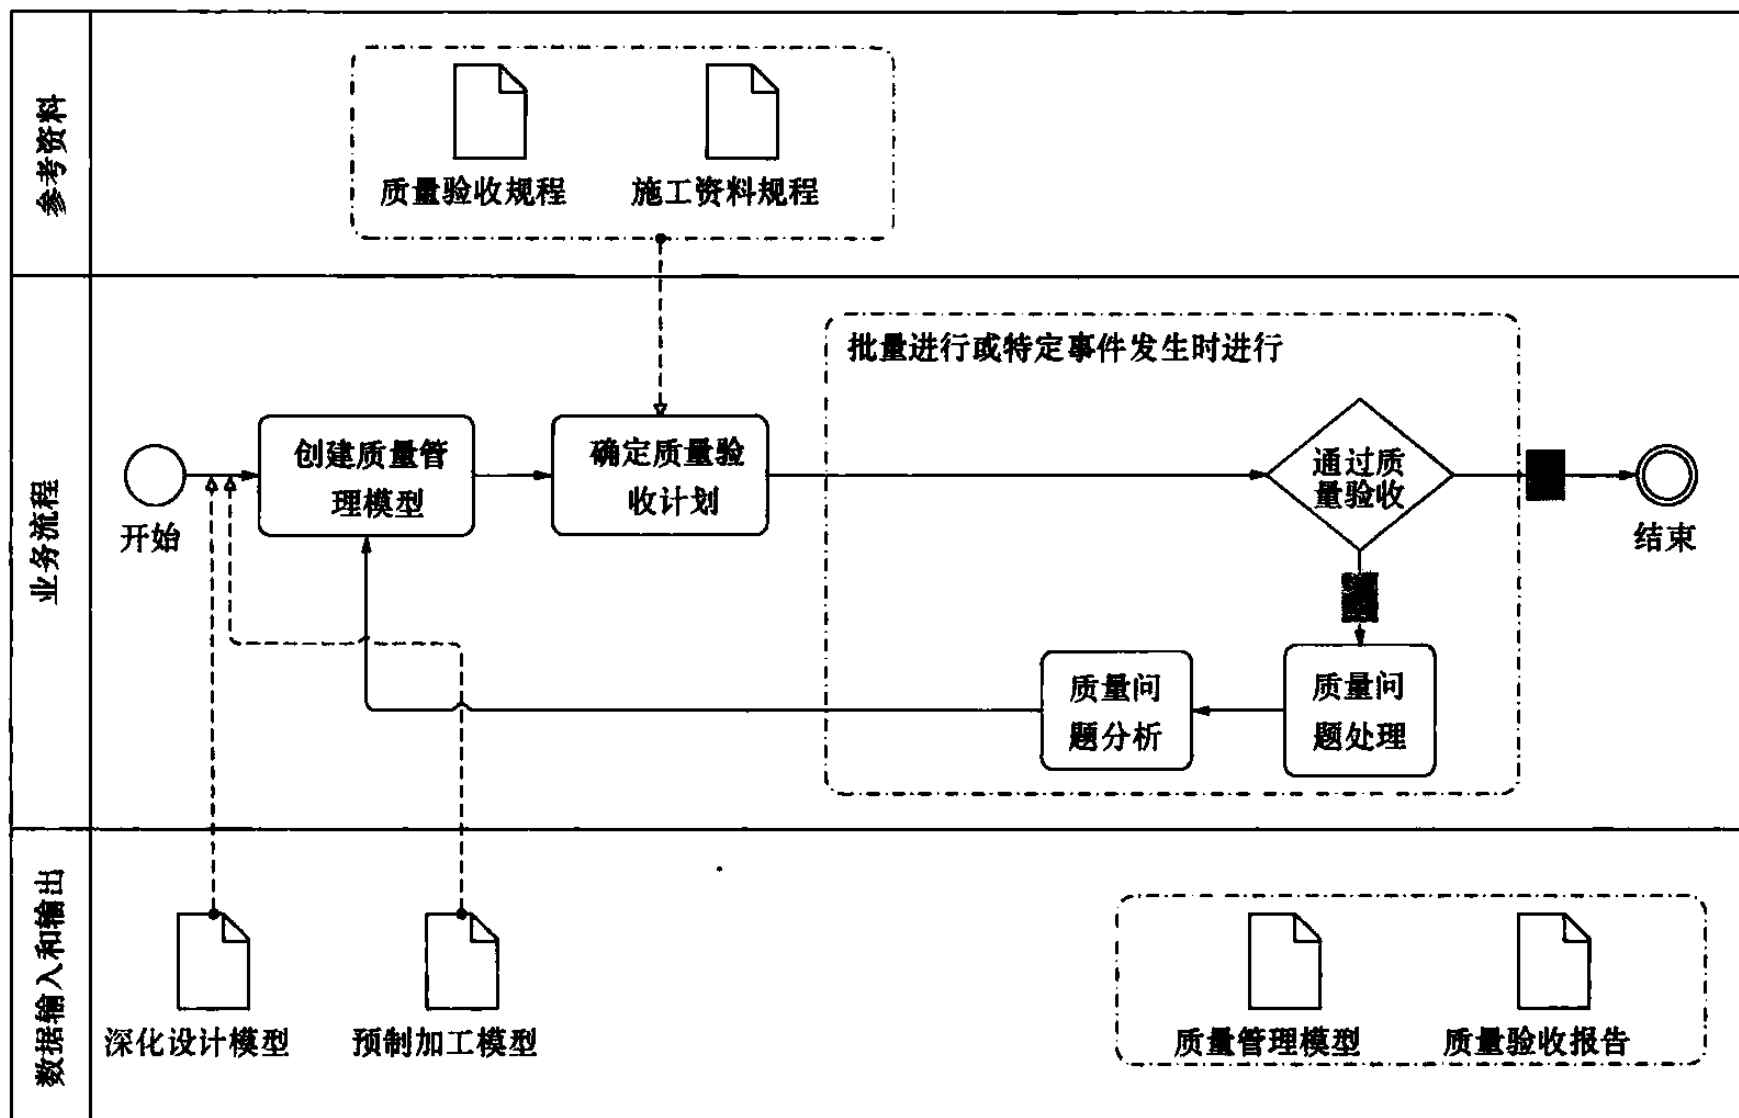 参考资料
质量验收规程
施工资料规程
业务流程
批量进行或特定事件发生时进行
开始
创建质量管
理模型
确定质量验
收计划
通过质
量验收
结束
质量问
题分析
质量问
题处理
数据输入和输出
深化设计模型
预制加工模型
质量管理模型
质量验收报告